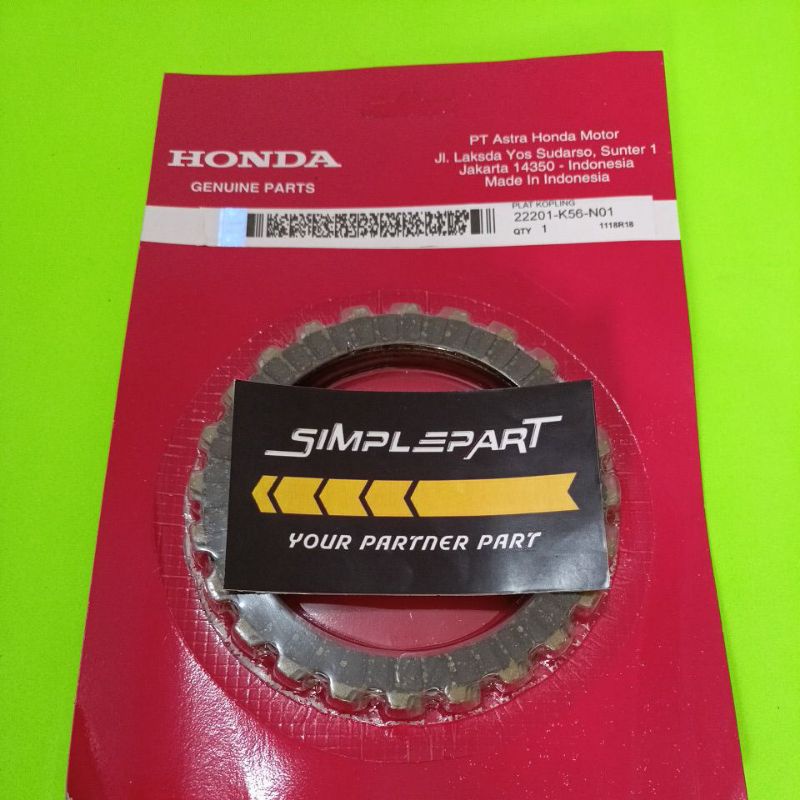 HONDA
GENUINE PARTS
PT Astra Honda Motor
Jl. Laksda Yos Sudarso, Sunter 1
Jakarta 14350 - Indonesia
Made In Indonesia
PLAT KOPLING
22201-K56-N01
QTY 1 1118R18
SIMPLEPART
YOUR PARTNER PART